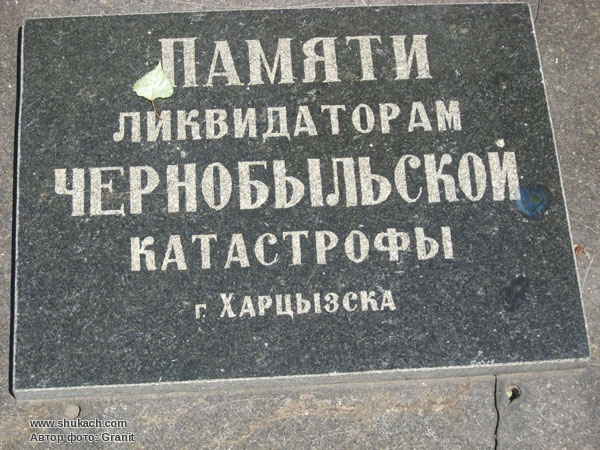 ПАМЯТИ
ЛИКВИДАТОРАМ
ЧЕРНОБЫЛЬСКОЙ
КАТАСТРОФЫ
г. ХАРЦЫЗСКА
www.shukach.com
Автор фото: Granit